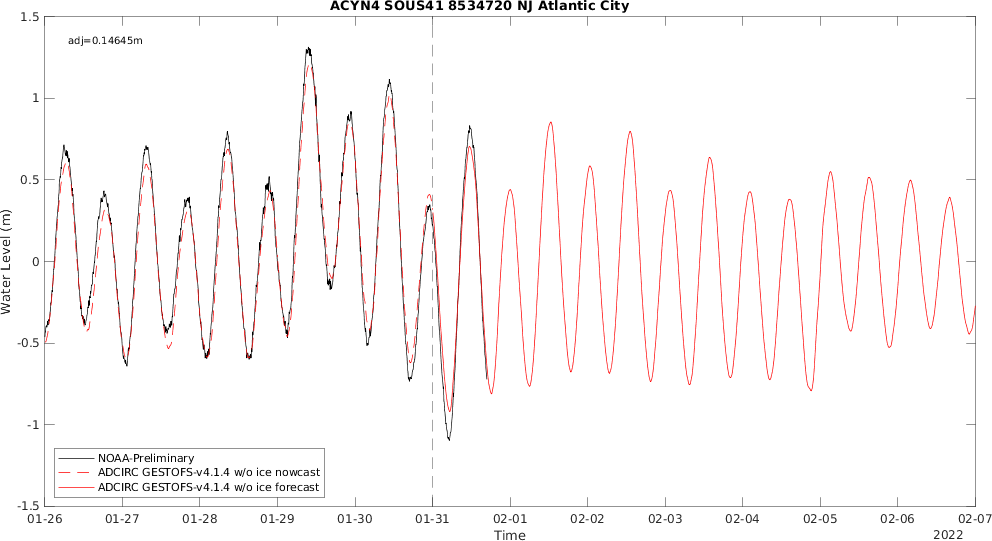 ACYN4 SOUS41 8534720 NJ Atlantic City
adj=0.14645m
1.5
1
0.5
0
-0.5
-1
-1.5
Water Level (m)
NOAA-Preliminary
ADCIRC GESTOFS-v4.1.4 w/o ice nowcast
ADCIRC GESTOFS-v4.1.4 w/o ice forecast
01-26 01-27 01-28 01-29 01-30 01-31 02-01 02-02 02-03 02-04 02-05 02-06 02-07
Time
2022